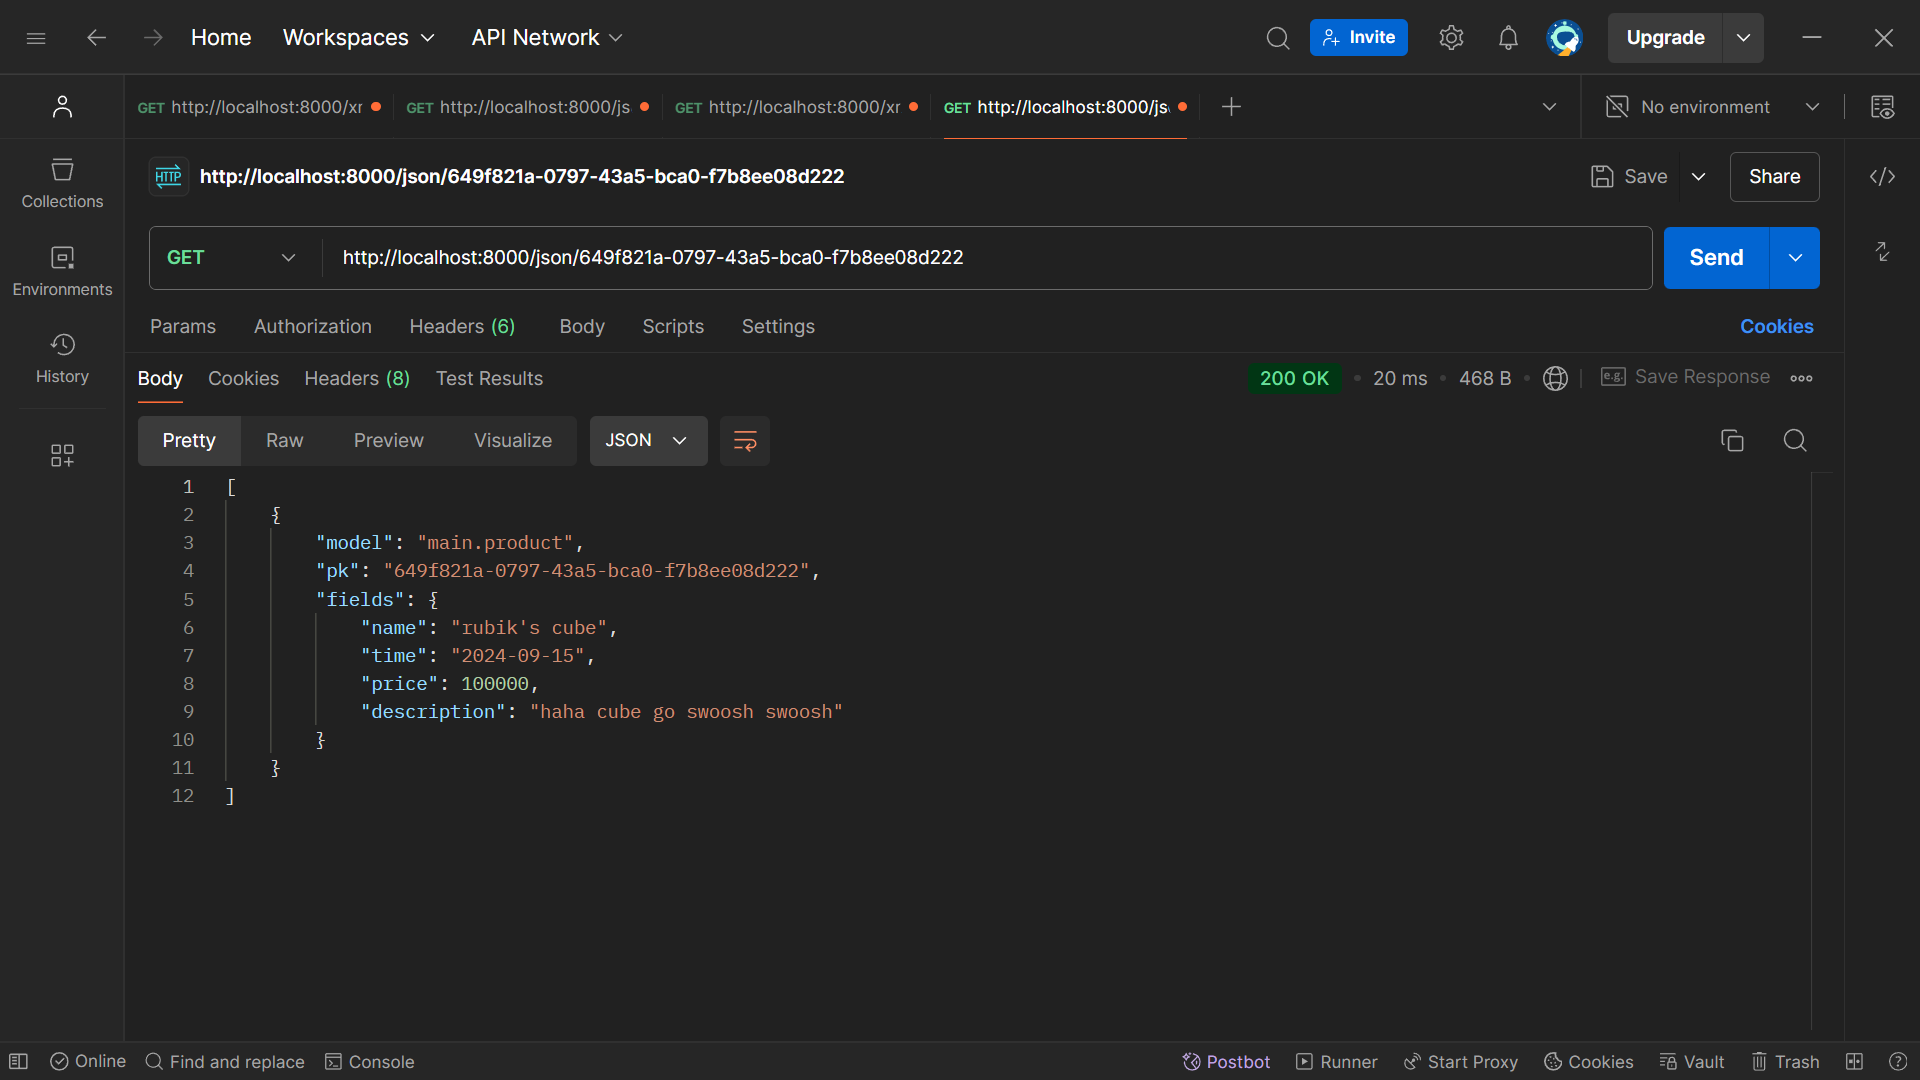 Home Workspaces API Network Invite Upgrade
GET http://localhost:8000/xr GET http://localhost:8000/js GET http://localhost:8000/xr GET http://localhost:8000/js No environment
HTTP http://localhost:8000/json/649f821a-0797-43a5-bca0-f7b8ee08d222 Save Share
Collections
GET http://localhost:8000/json/649f821a-0797-43a5-bca0-f7b8ee08d222 Send
Environments
Params Authorization Headers (6) Body Scripts Settings Cookies
History
Body Cookies Headers (8) Test Results 200 OK 20 ms 468 B e.g. Save Response
Pretty Raw Preview Visualize JSON
1 [
2 {
3 "model": "main.product",
4 "pk": "649f821a-0797-43a5-bca0-f7b8ee08d222",
5 "fields": {
6 "name": "rubik's cube",
7 "time": "2024-09-15",
8 "price": 100000,
9 "description": "haha cube go swoosh swoosh"
10 }
11 }
12 ]
Online Find and replace Console Postbot Runner Start Proxy Cookies Vault Trash